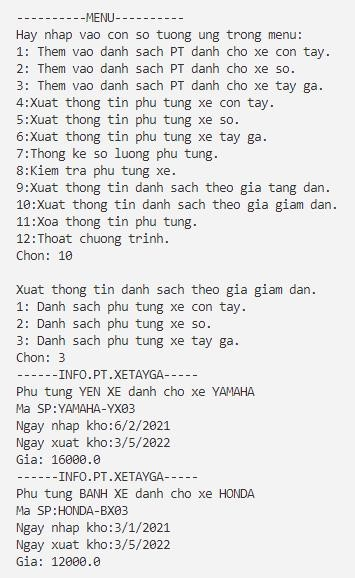 ----------MENU----------
Hay nhap vao con so tuong ung trong menu:
1: Them vao danh sach PT danh cho xe con tay.
2: Them vao danh sach PT danh cho xe so.
3: Them vao danh sach PT danh cho xe tay ga.
4:Xuat thong tin phu tung xe con tay.
5:Xuat thong tin phu tung xe so.
6:Xuat thong tin phu tung xe tay ga.
7:Thong ke so luong phu tung.
8:Kiem tra phu tung xe.
9:Xuat thong tin danh sach theo gia tang dan.
10:Xuat thong tin danh sach theo gia giam dan.
11:Xoa thong tin phu tung.
12:Thoat chuong trinh.
Chon: 10
Xuat thong tin danh sach theo gia giam dan.
1: Danh sach phu tung xe con tay.
2: Danh sach phu tung xe so.
3: Danh sach phu tung xe tay ga.
Chon: 3
------INFO.PT.XETAYGA-----
Phu tung YEN XE danh cho xe YAMAHA
Ma SP:YAMAHA-YX03
Ngay nhap kho:6/2/2021
Ngay xuat kho:3/5/2022
Gia: 16000.0
------INFO.PT.XETAYGA-----
Phu tung BANH XE danh cho xe HONDA
Ma SP:HONDA-BX03
Ngay nhap kho:3/1/2021
Ngay xuat kho:3/5/2022
Gia: 12000.0